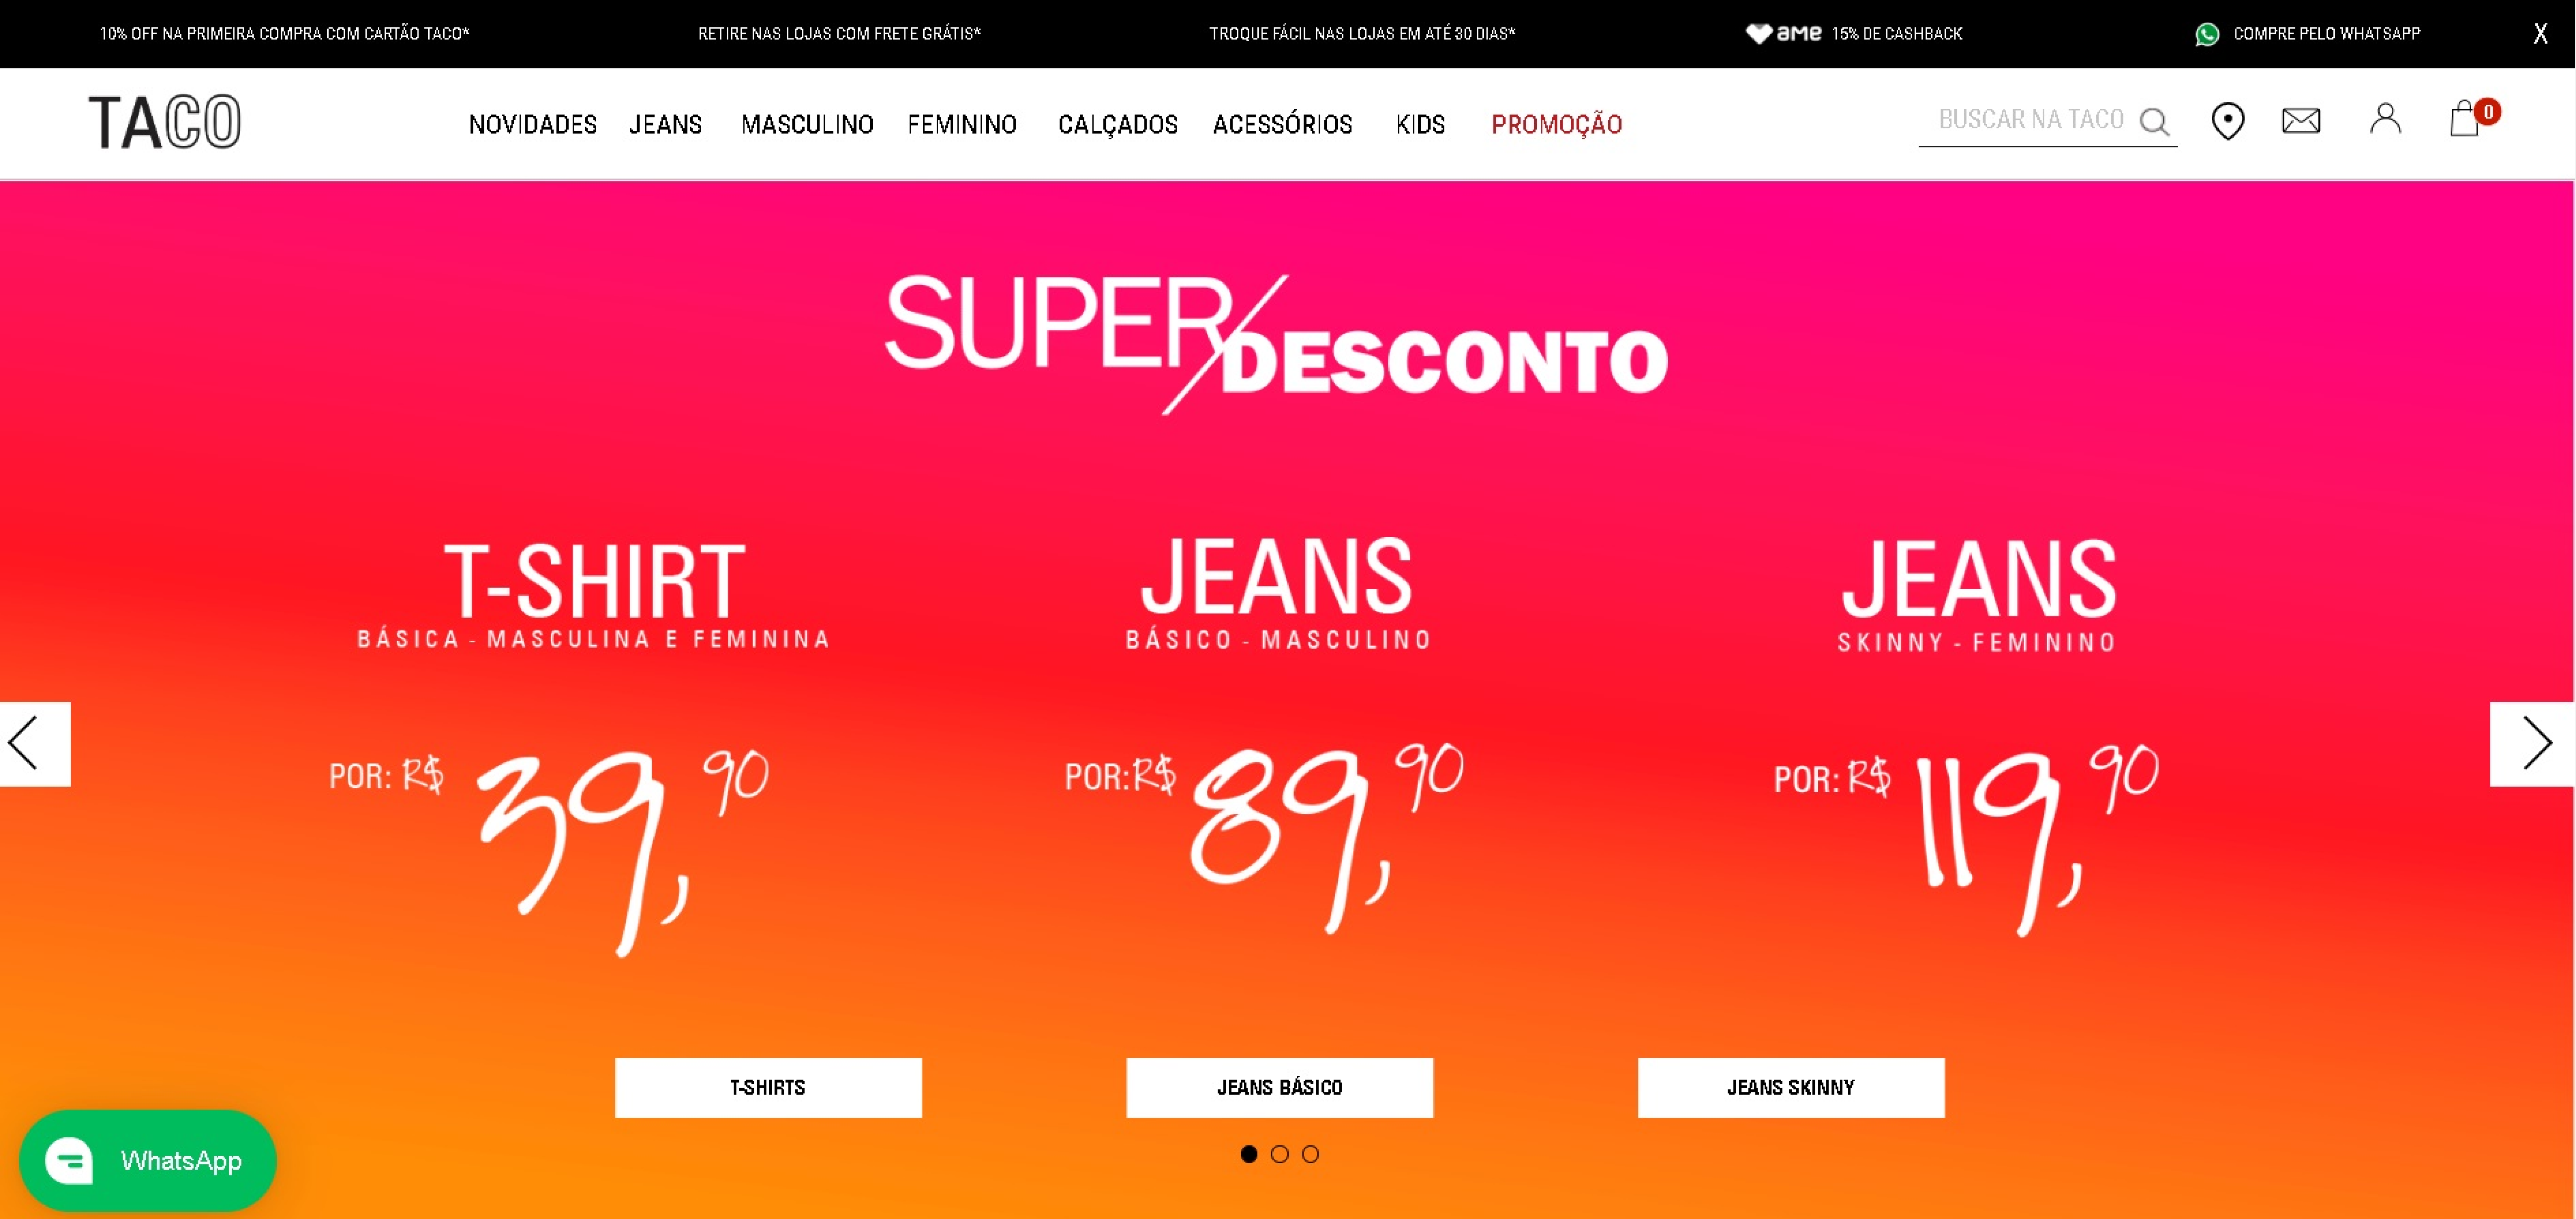 10% OFF NA PRIMEIRA COMPRA COM CARTÃO TACO*
RETIRE NAS LOJAS COM FRETE GRÁTIS*
TROQUE FÁCIL NAS LOJAS EM ATÉ 30 DIAS*
ame 15% DE CASHBACK
COMPRE PELO WHATSAPP
X
TACO
NOVIDADES
JEANS
MASCULINO
FEMININO
CALÇADOS
ACESSÓRIOS
KIDS
PROMOÇÃO
BUSCAR NA TACO
0
SUPER
DESCONTO
T-SHIRT
BÁSICA - MASCULINA E FEMININA
POR: R$ 39,90
JEANS
BÁSICO - MASCULINO
POR:R$ 89,90
JEANS
SKINNY - FEMININO
POR: R$ 119,90
T-SHIRTS
JEANS BÁSICO
JEANS SKINNY
WhatsApp